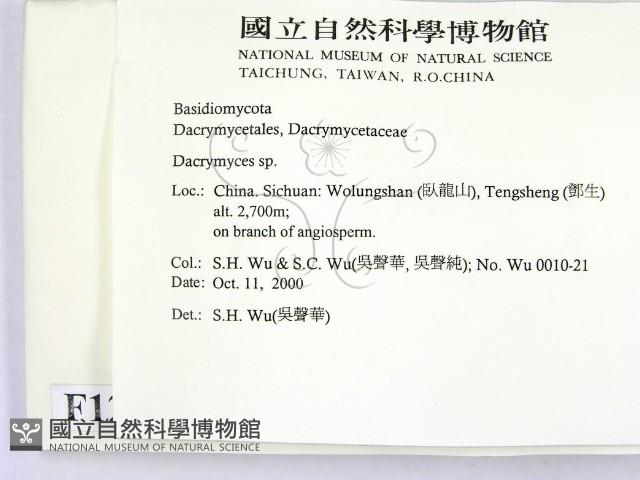 國立自然科學博物館
NATIONAL MUSEUM OF NATURAL SCIENCE
TAICHUNG, TAIWAN, R.O.CHINA
Basidiomycota
Dacrymycetales, Dacrymycetaceae
Dacrymyces sp.
Loc.: China. Sichuan: Wolungshan (臥龍山), Tengsheng (鄧生)
alt. 2,700m;
on branch of angiosperm.
Col.: S.H. Wu & S.C. Wu(吳聲華, 吳聲純); No. Wu 0010-21
Date: Oct. 11, 2000
Det.: S.H. Wu(吳聲華)
國立自然科學博物館
NATIONAL MUSEUM OF NATURAL SCIENCE